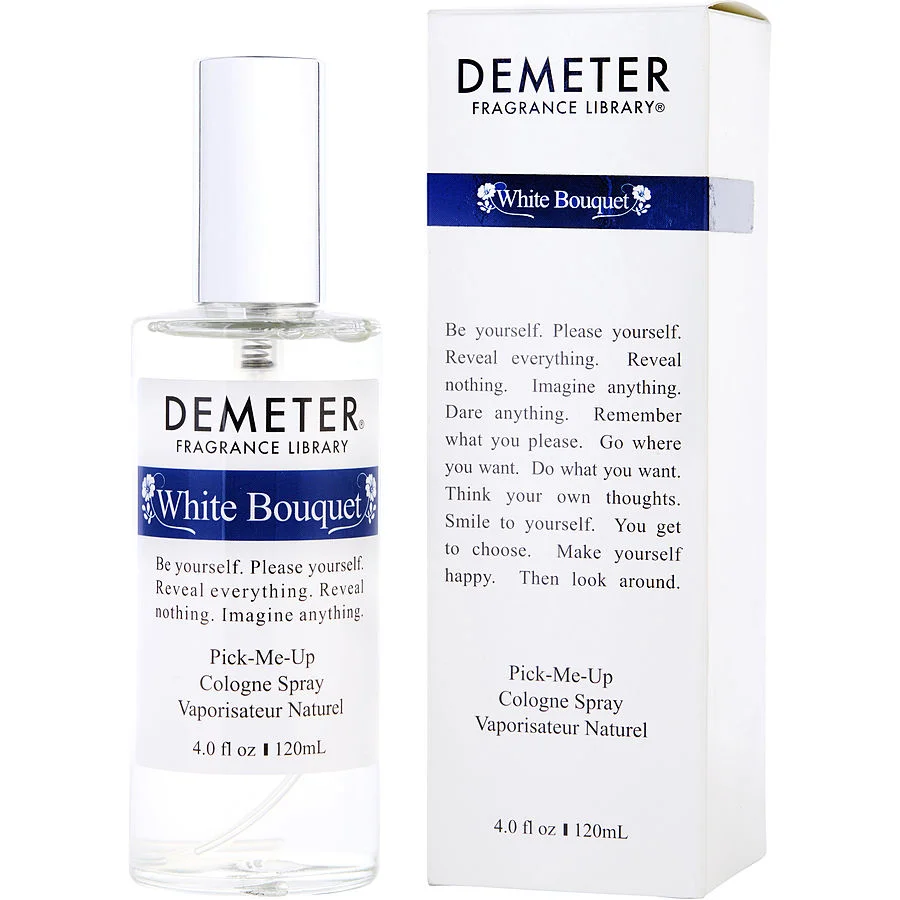 DEMETER®
FRAGRANCE LIBRARY
White Bouquet
Be yourself. Please yourself.
Reveal everything. Reveal
nothing. Imagine anything.
Pick-Me-Up
Cologne Spray
Vaporisateur Naturel
4.0 fl oz ı 120mL
DEMETER
FRAGRANCE LIBRARY®
White Bouquet
Be yourself. Please yourself.
Reveal everything. Reveal
nothing. Imagine anything.
Dare anything. Remember
what you please. Go where
you want. Do what you want.
Think your own thoughts.
Smile to yourself. You get
to choose. Make yourself
happy. Then look around.
Pick-Me-Up
Cologne Spray
Vaporisateur Naturel
4.0 fl oz ı 120mL